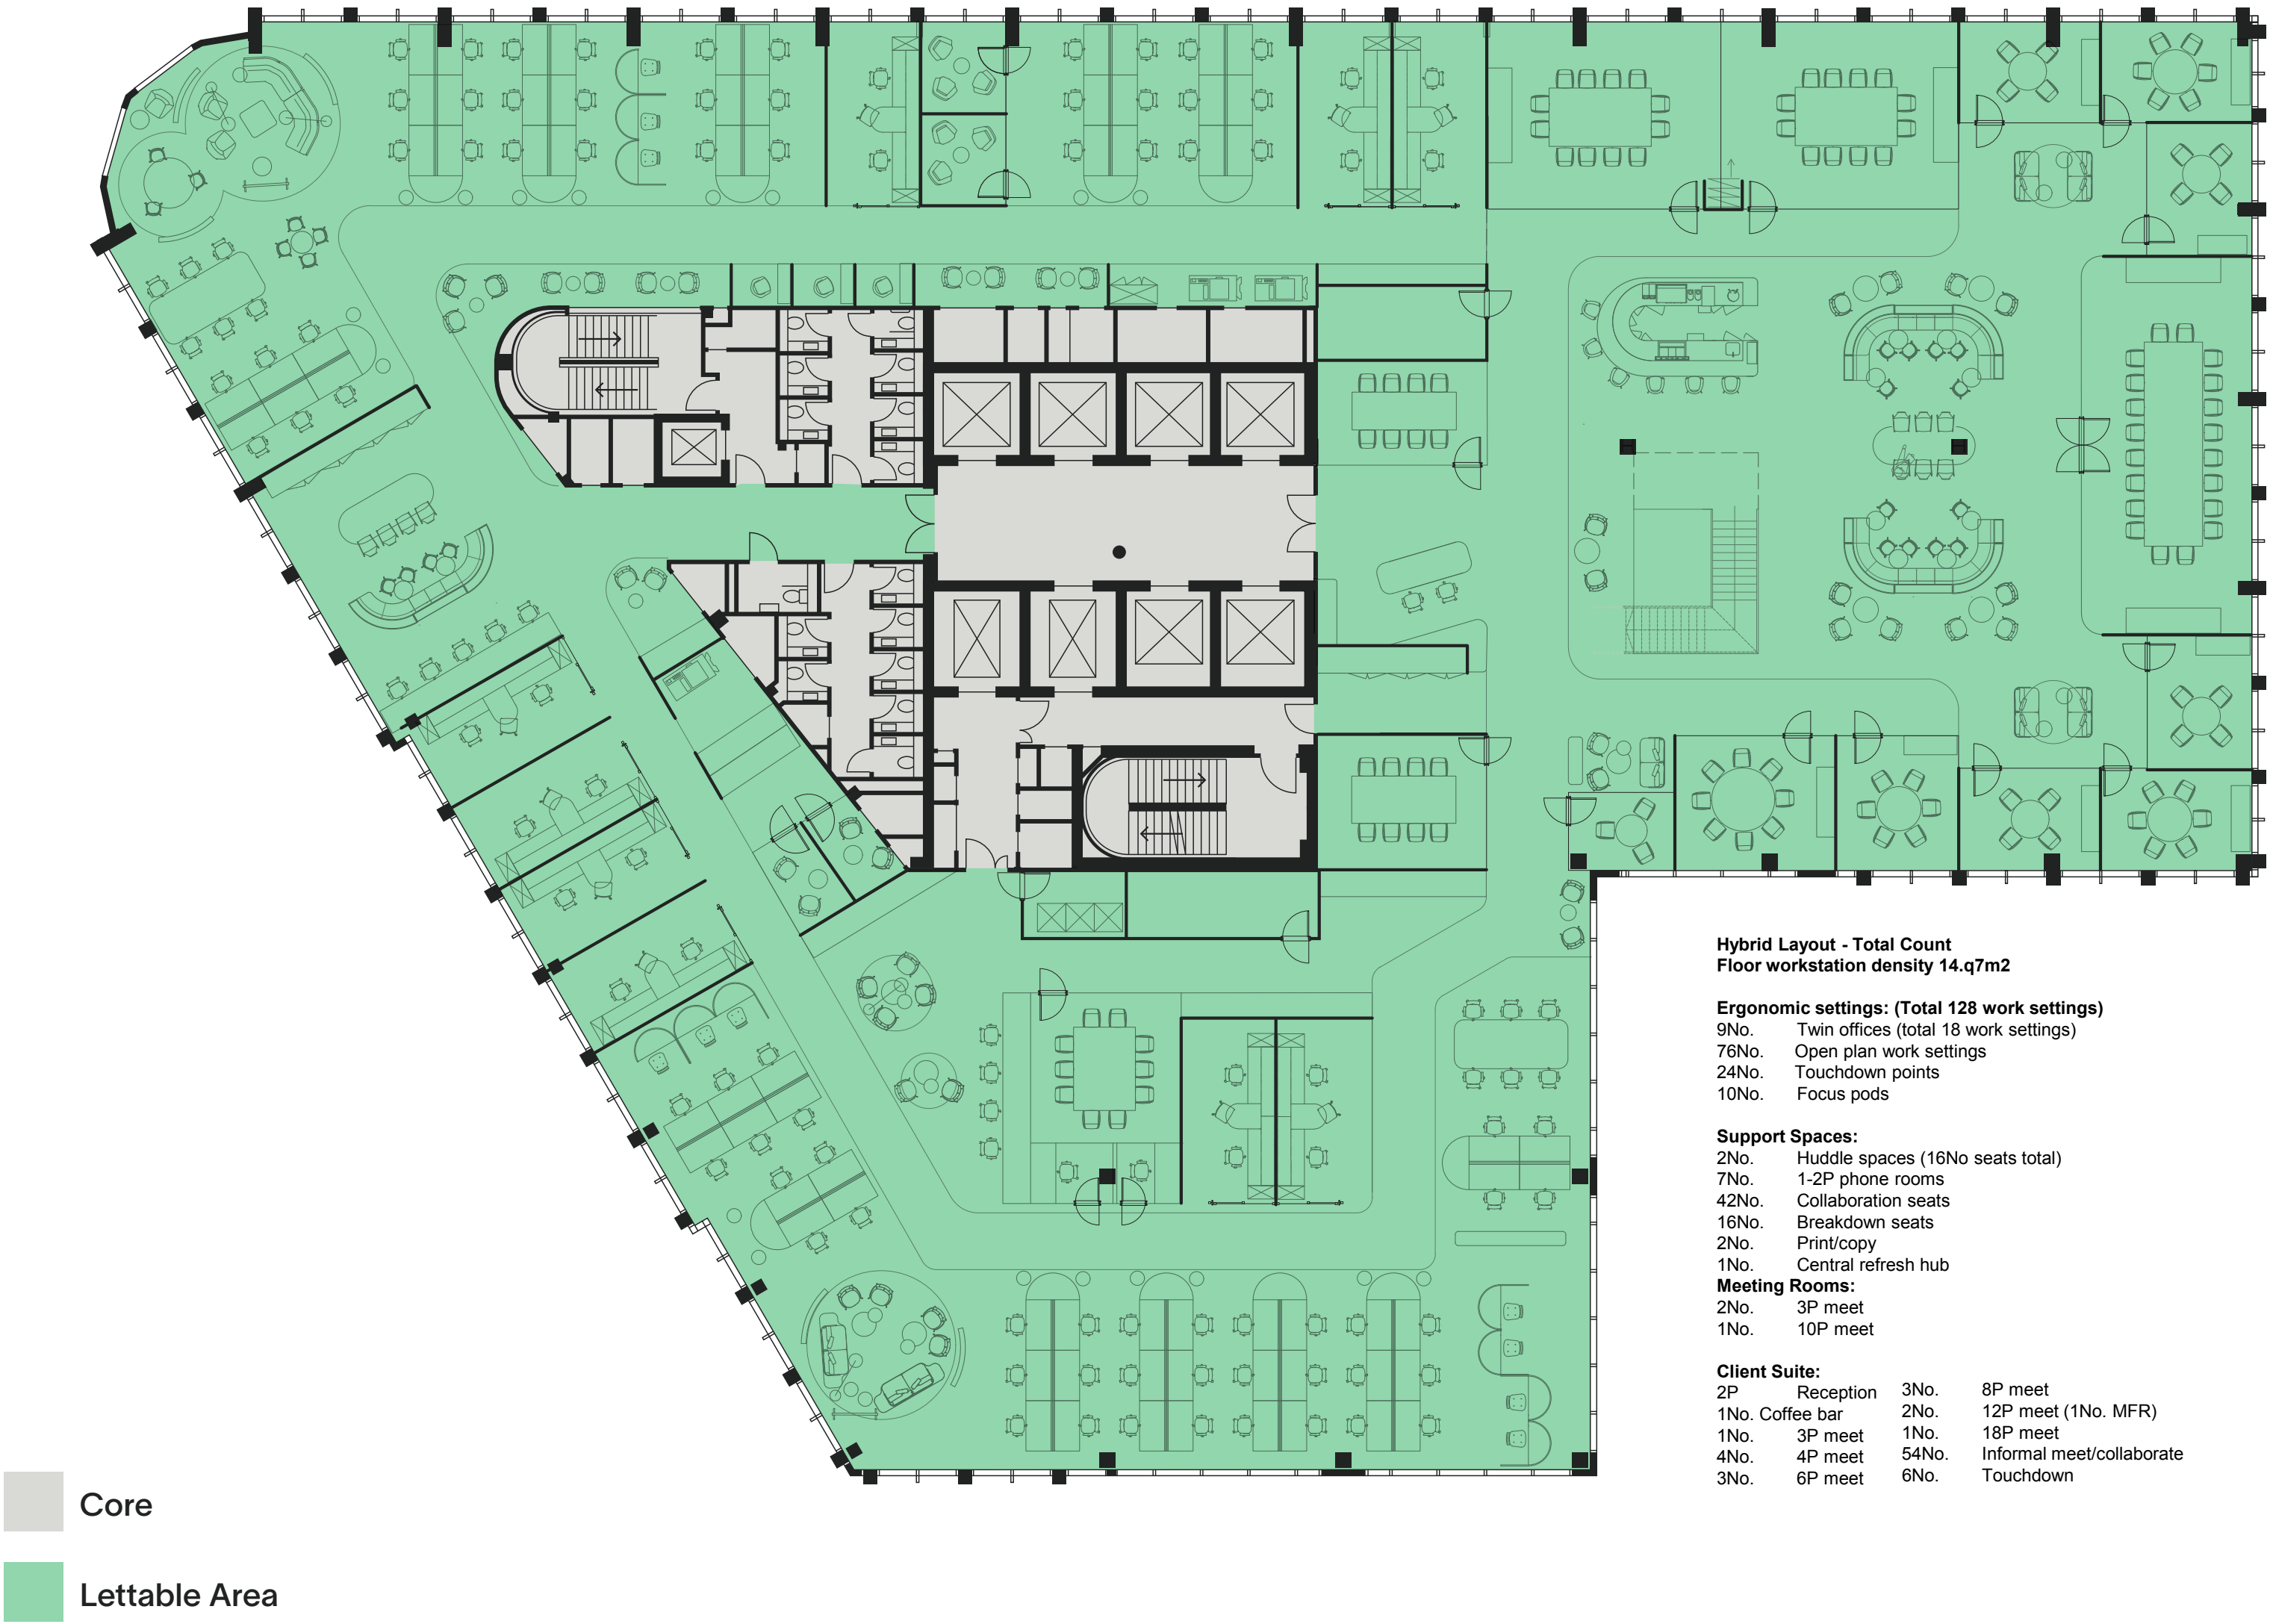 Hybrid Layout - Total Count
Floor workstation density 14.q7m2
Ergonomic settings: (Total 128 work settings)
9No. Twin offices (total 18 work settings)
76No. Open plan work settings
24No. Touchdown points
10No. Focus pods
Support Spaces:
2No. Huddle spaces (16No seats total)
7No. 1-2P phone rooms
42No. Collaboration seats
16No. Breakdown seats
2No. Print/copy
1No. Central refresh hub
Meeting Rooms:
2No. 3P meet
1No. 10P meet
Client Suite:
2P Reception
1No. Coffee bar
1No. 3P meet
4No. 4P meet
3No. 6P meet
3No. 8P meet
2No. 12P meet (1No. MFR)
1No. 18P meet
54No. Informal meet/collaborate
6No. Touchdown
Core
Lettable Area